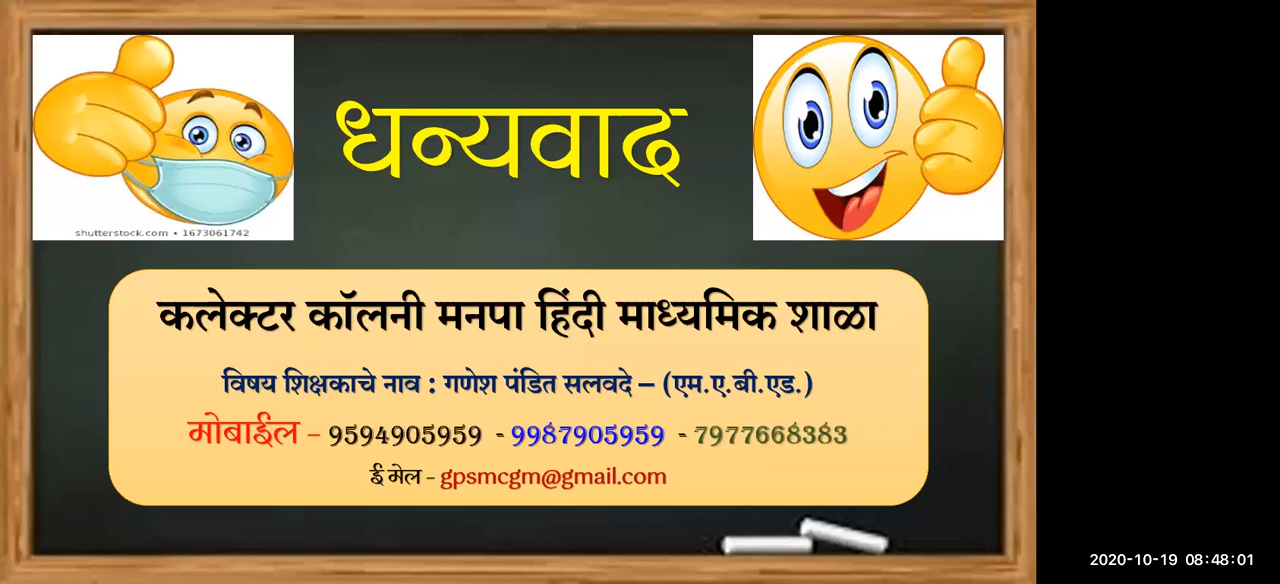 धन्यवाद
shutterstock.com • 1673061742
कलेक्टर कॉलनी मनपा हिंदी माध्यमिक शाळा
विषय शिक्षकाचे नाव : गणेश पंडित सलवदे – (एम.ए.बी.एड.)
मोबाईल – 9594905959 - 9987905959 - 7977668383
ई मेल - gpsmcgm@gmail.com
2020-10-19 08:48:01